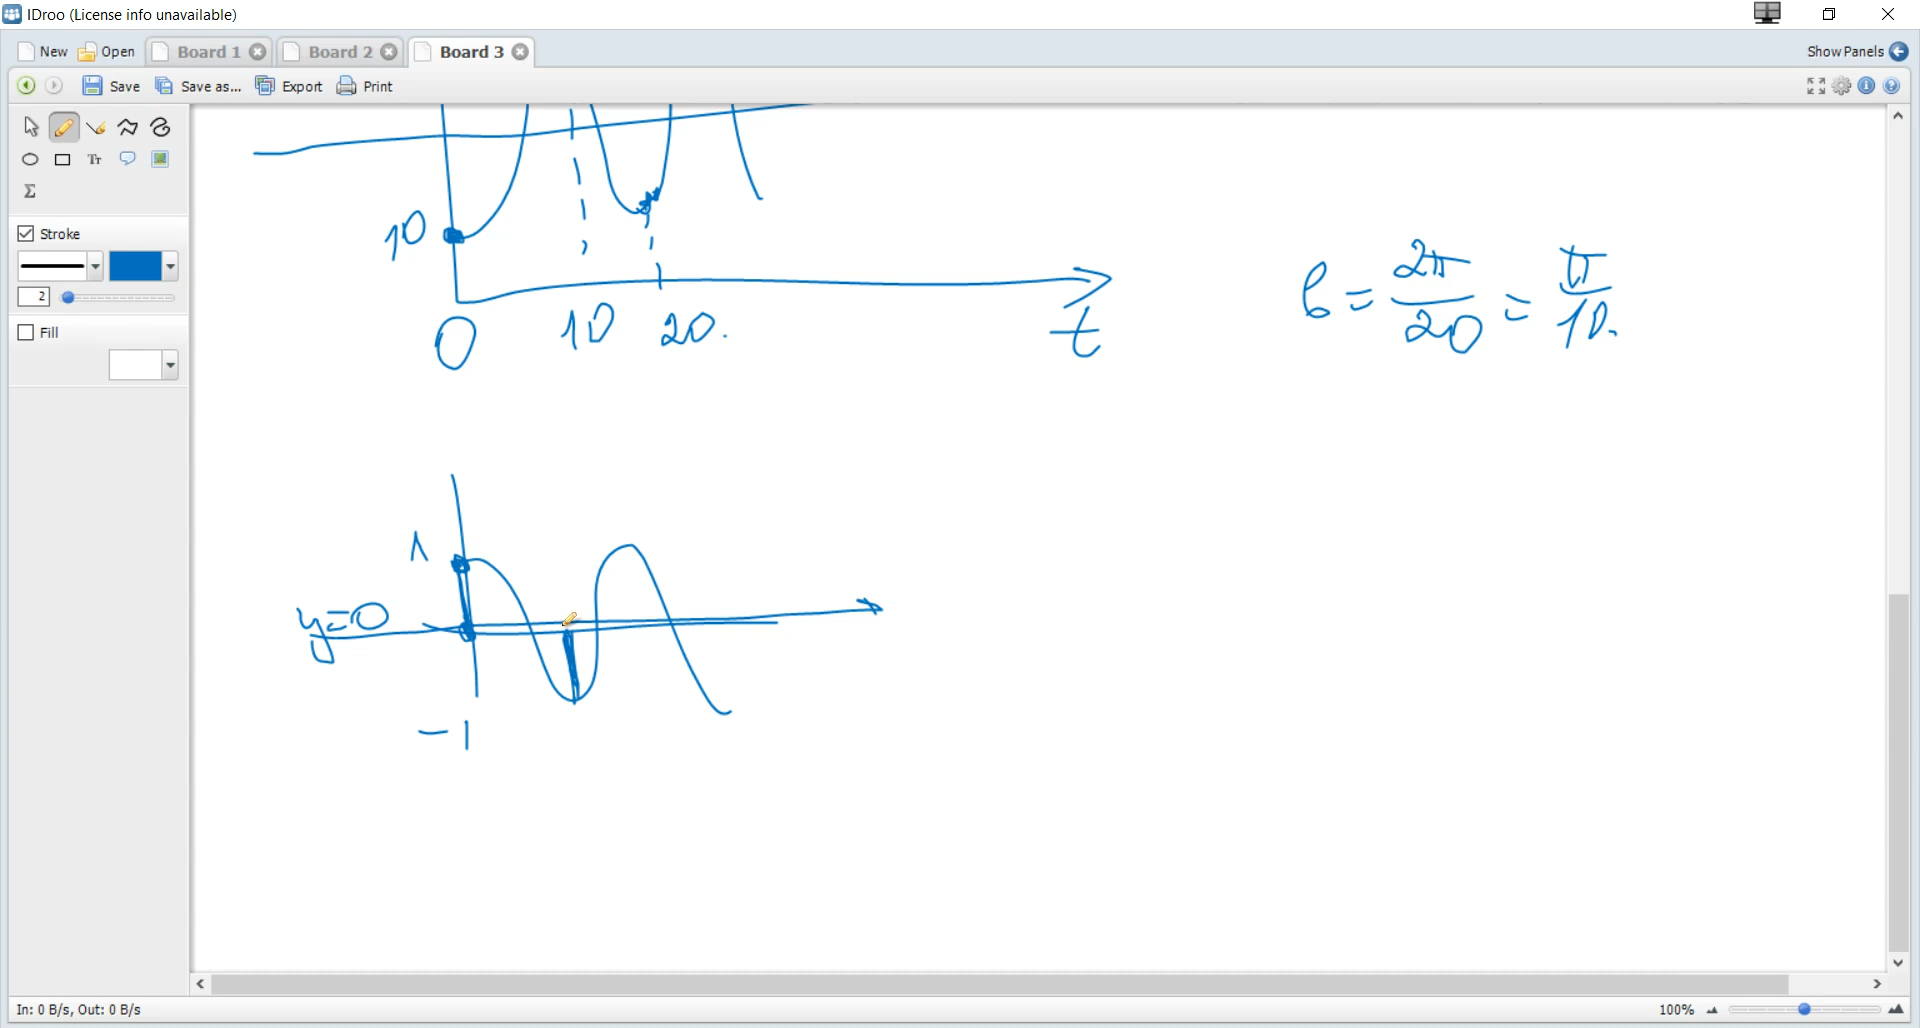 IDroo (License info unavailable)
New Open Board 1 Board 2 Board 3 Show Panels
Save Save as... Export Print
Tт
Σ
Stroke
2
Fill
10
0 10 20. t
b = 2π/20 = π/10.
1
y=0
-1
In: 0 B/s, Out: 0 B/s 100%